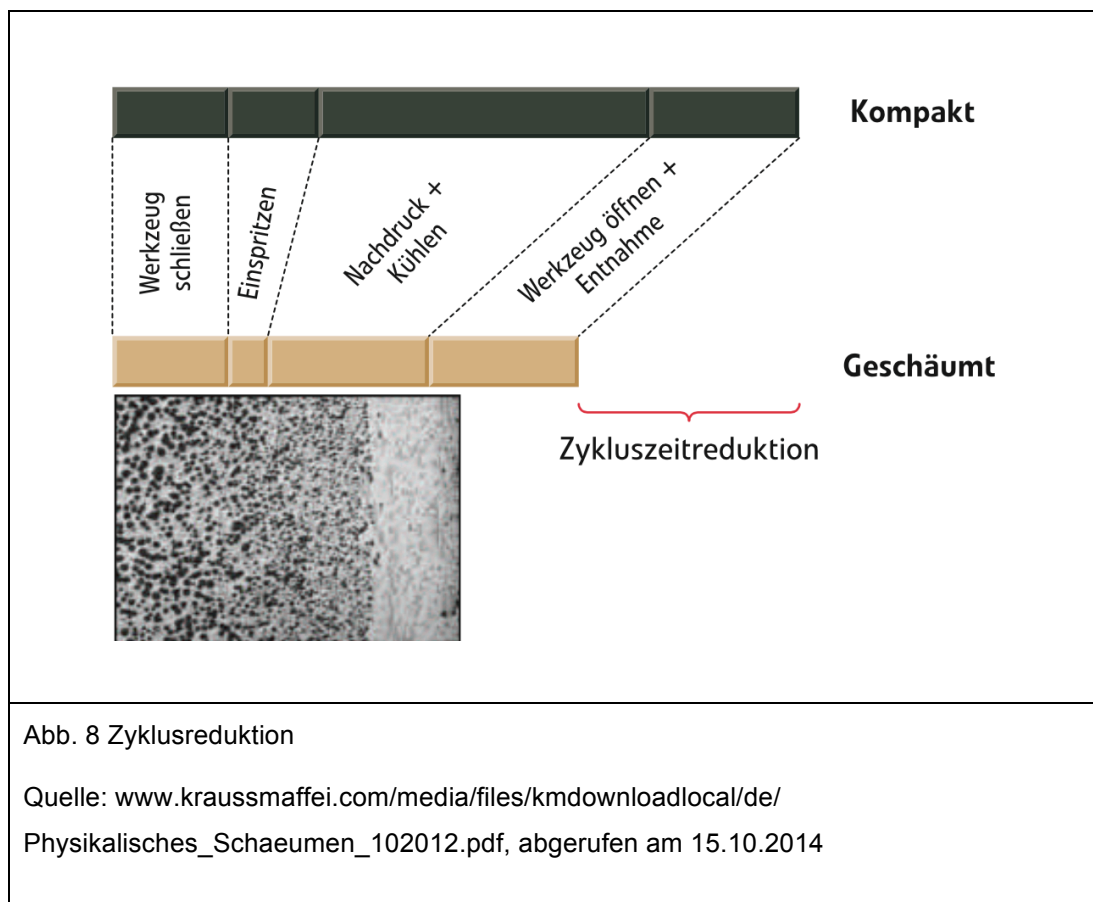 Kompakt
Werkzeug
schließen
Einspritzen
Nachdruck +
Kühlen
Werkzeug öffnen +
Entnahme
Geschäumt
Zykluszeitreduktion
Abb. 8 Zyklusreduktion
Quelle: www.kraussmaffei.com/media/files/kmdownloadlocal/de/
Physikalisches_Schaeumen_102012.pdf, abgerufen am 15.10.2014